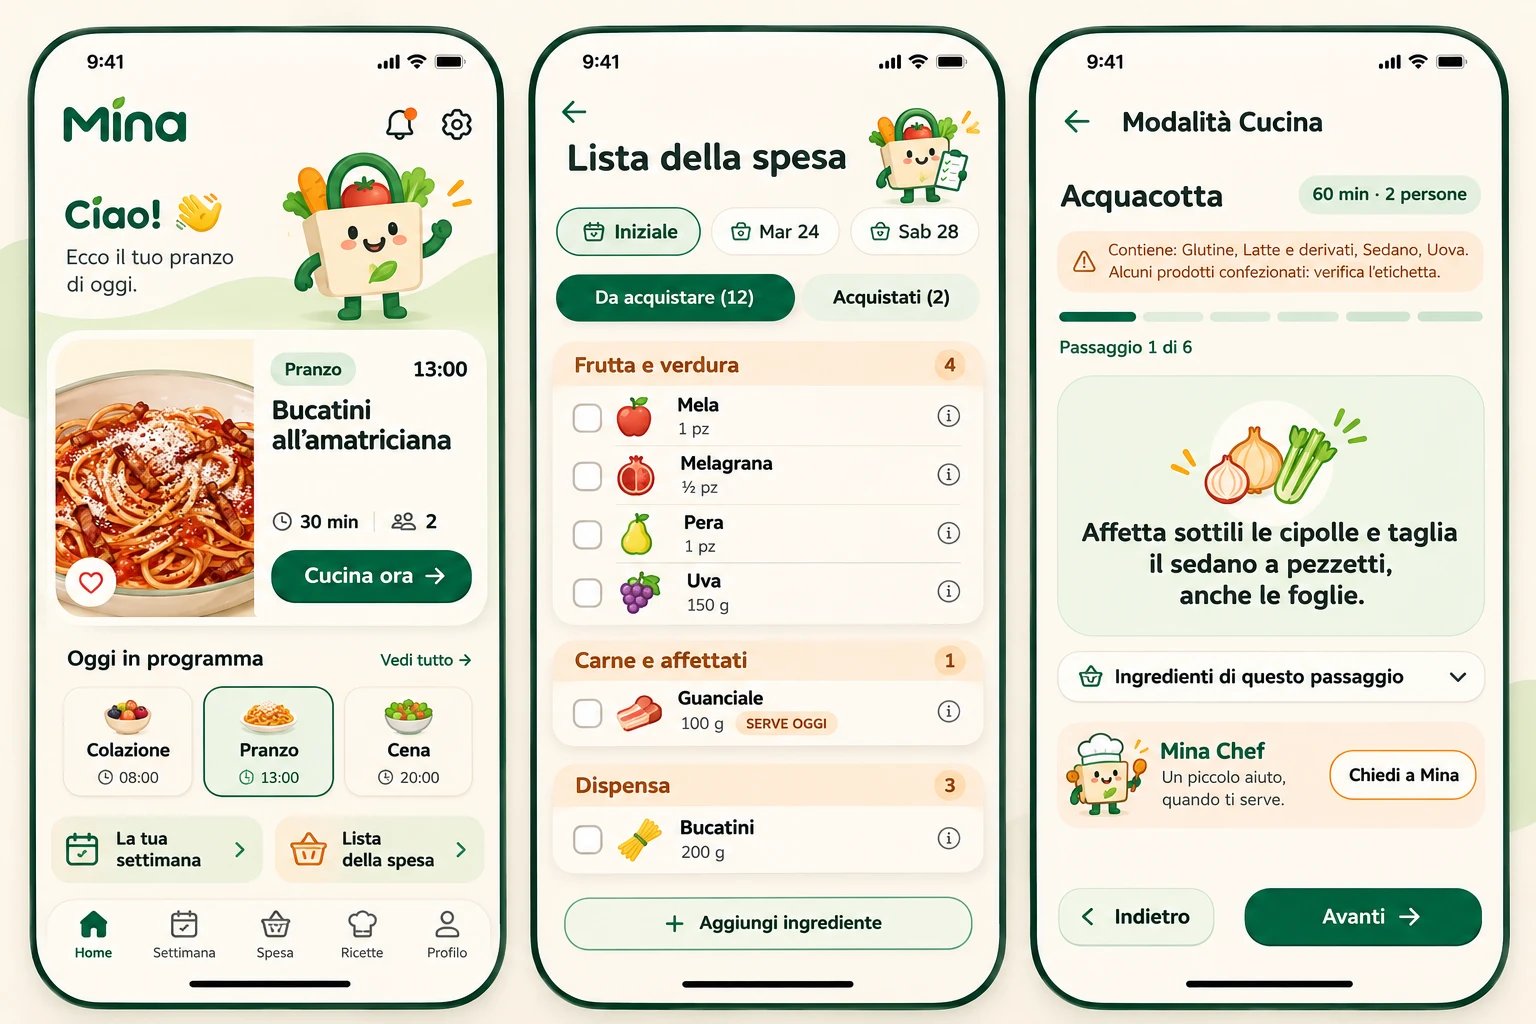 9:41
Mina
Ciao!
Ecco il tuo pranzo
di oggi.
Pranzo
13:00
Bucatini
all'amatriciana
30 min
2
Cucina ora →
Oggi in programma
Vedi tutto →
Colazione
08:00
Pranzo
13:00
Cena
20:00
La tua
settimana
Lista
della spesa
Home
Settimana
Spesa
Ricette
Profilo
9:41
Lista della spesa
Iniziale
Mar 24
Sab 28
Da acquistare (12)
Acquistati (2)
Frutta e verdura
4
Mela
1 pz
Melagrana
½ pz
Pera
1 pz
Uva
150 g
Carne e affettati
1
Guanciale
100 g
SERVE OGGI
Dispensa
3
Bucatini
200 g
+ Aggiungi ingrediente
9:41
Modalità Cucina
Acquacotta
60 min · 2 persone
Contiene: Glutine, Latte e derivati, Sedano, Uova.
Alcuni prodotti confezionati: verifica l'etichetta.
Passaggio 1 di 6
Affetta sottili le cipolle e taglia
il sedano a pezzetti,
anche le foglie.
Ingredienti di questo passaggio
Mina Chef
Un piccolo aiuto,
quando ti serve.
Chiedi a Mina
Indietro
Avanti →